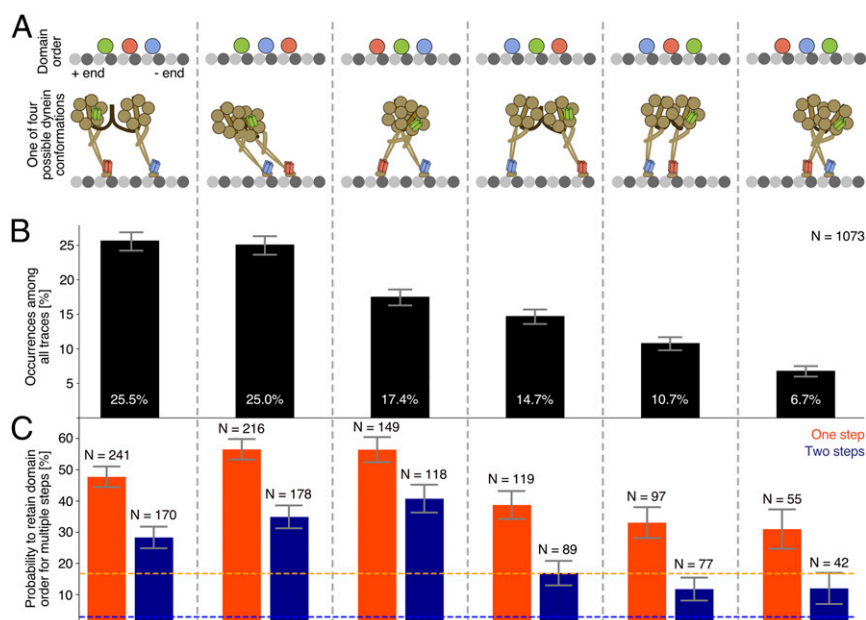 A
Domain
order
+ end
- end
One of four
possible dynein
conformations
B
N = 1073
Occurrences among
all traces [%]
25
20
15
10
5
25.5%
25.0%
17.4%
14.7%
10.7%
6.7%
C
One step
Two steps
Probability to retain domain
order for multiple steps [%]
60
50
40
30
20
10
N = 241
N = 170
N = 216
N = 178
N = 149
N = 118
N = 119
N = 89
N = 97
N = 77
N = 55
N = 42